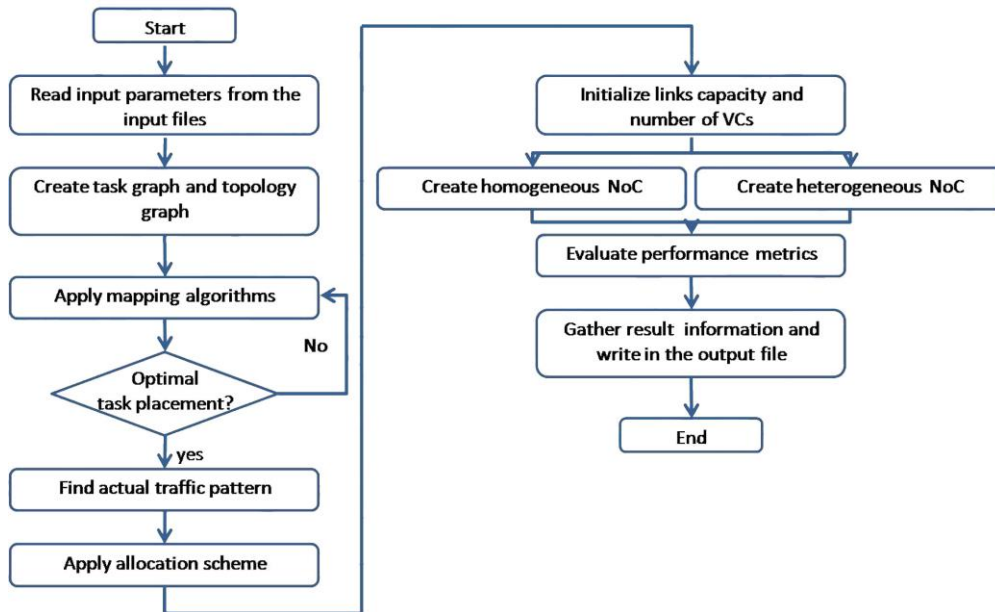 Start
Read input parameters from the
input files
Create task graph and topology
graph
Apply mapping algorithms
No
Optimal
task placement?
yes
Find actual traffic pattern
Apply allocation scheme
Initialize links capacity and
number of VCs
Create homogeneous NoC
Create heterogeneous NoC
Evaluate performance metrics
Gather result information and
write in the output file
End